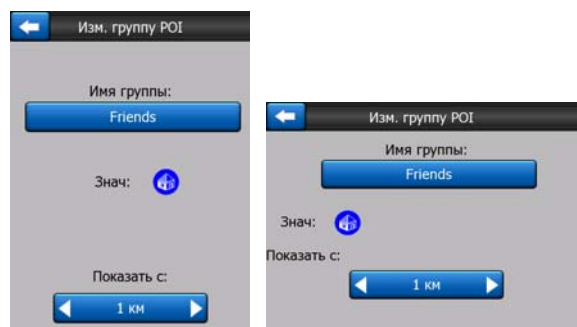 Изм. группу POI
Имя группы:
Friends
Знач:
Показать с:
1 км
Изм. группу POI
Имя группы:
Friends
Знач:
Показать с:
1 км